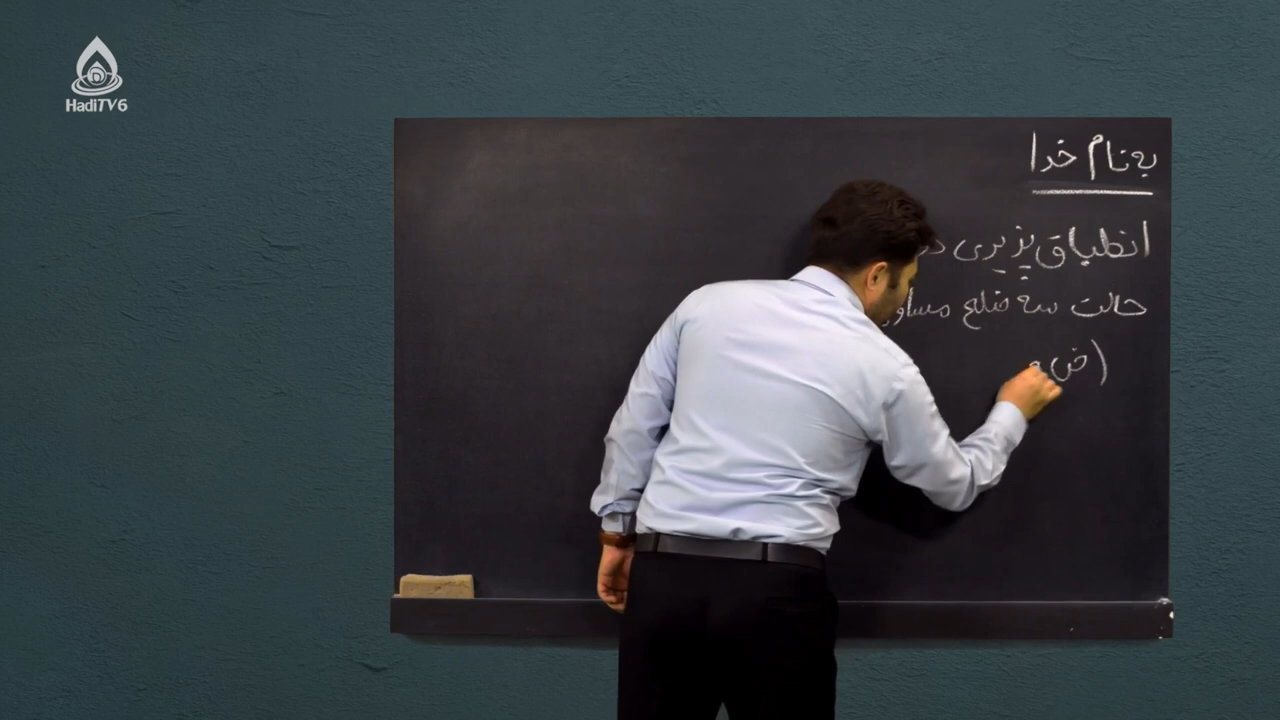 HadiTV6
به نام خدا
انطباق پذیری
حالت سه ضلع
(ض